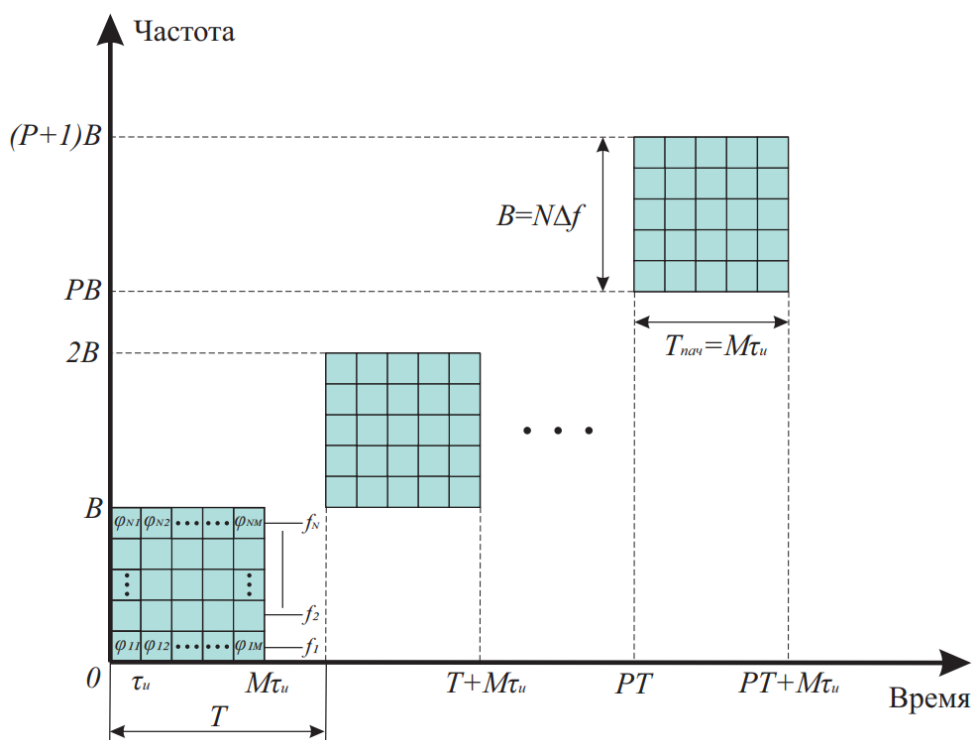 Частота
(P+1)B
B=NΔf
PB
Tпач=Mτи
2B
B
φN1 φN2 ...... φNM fN
f2
φ11 φ12 ...... φ1M f1
0 τи Mτи T+Mτи PT PT+Mτи
Время
T